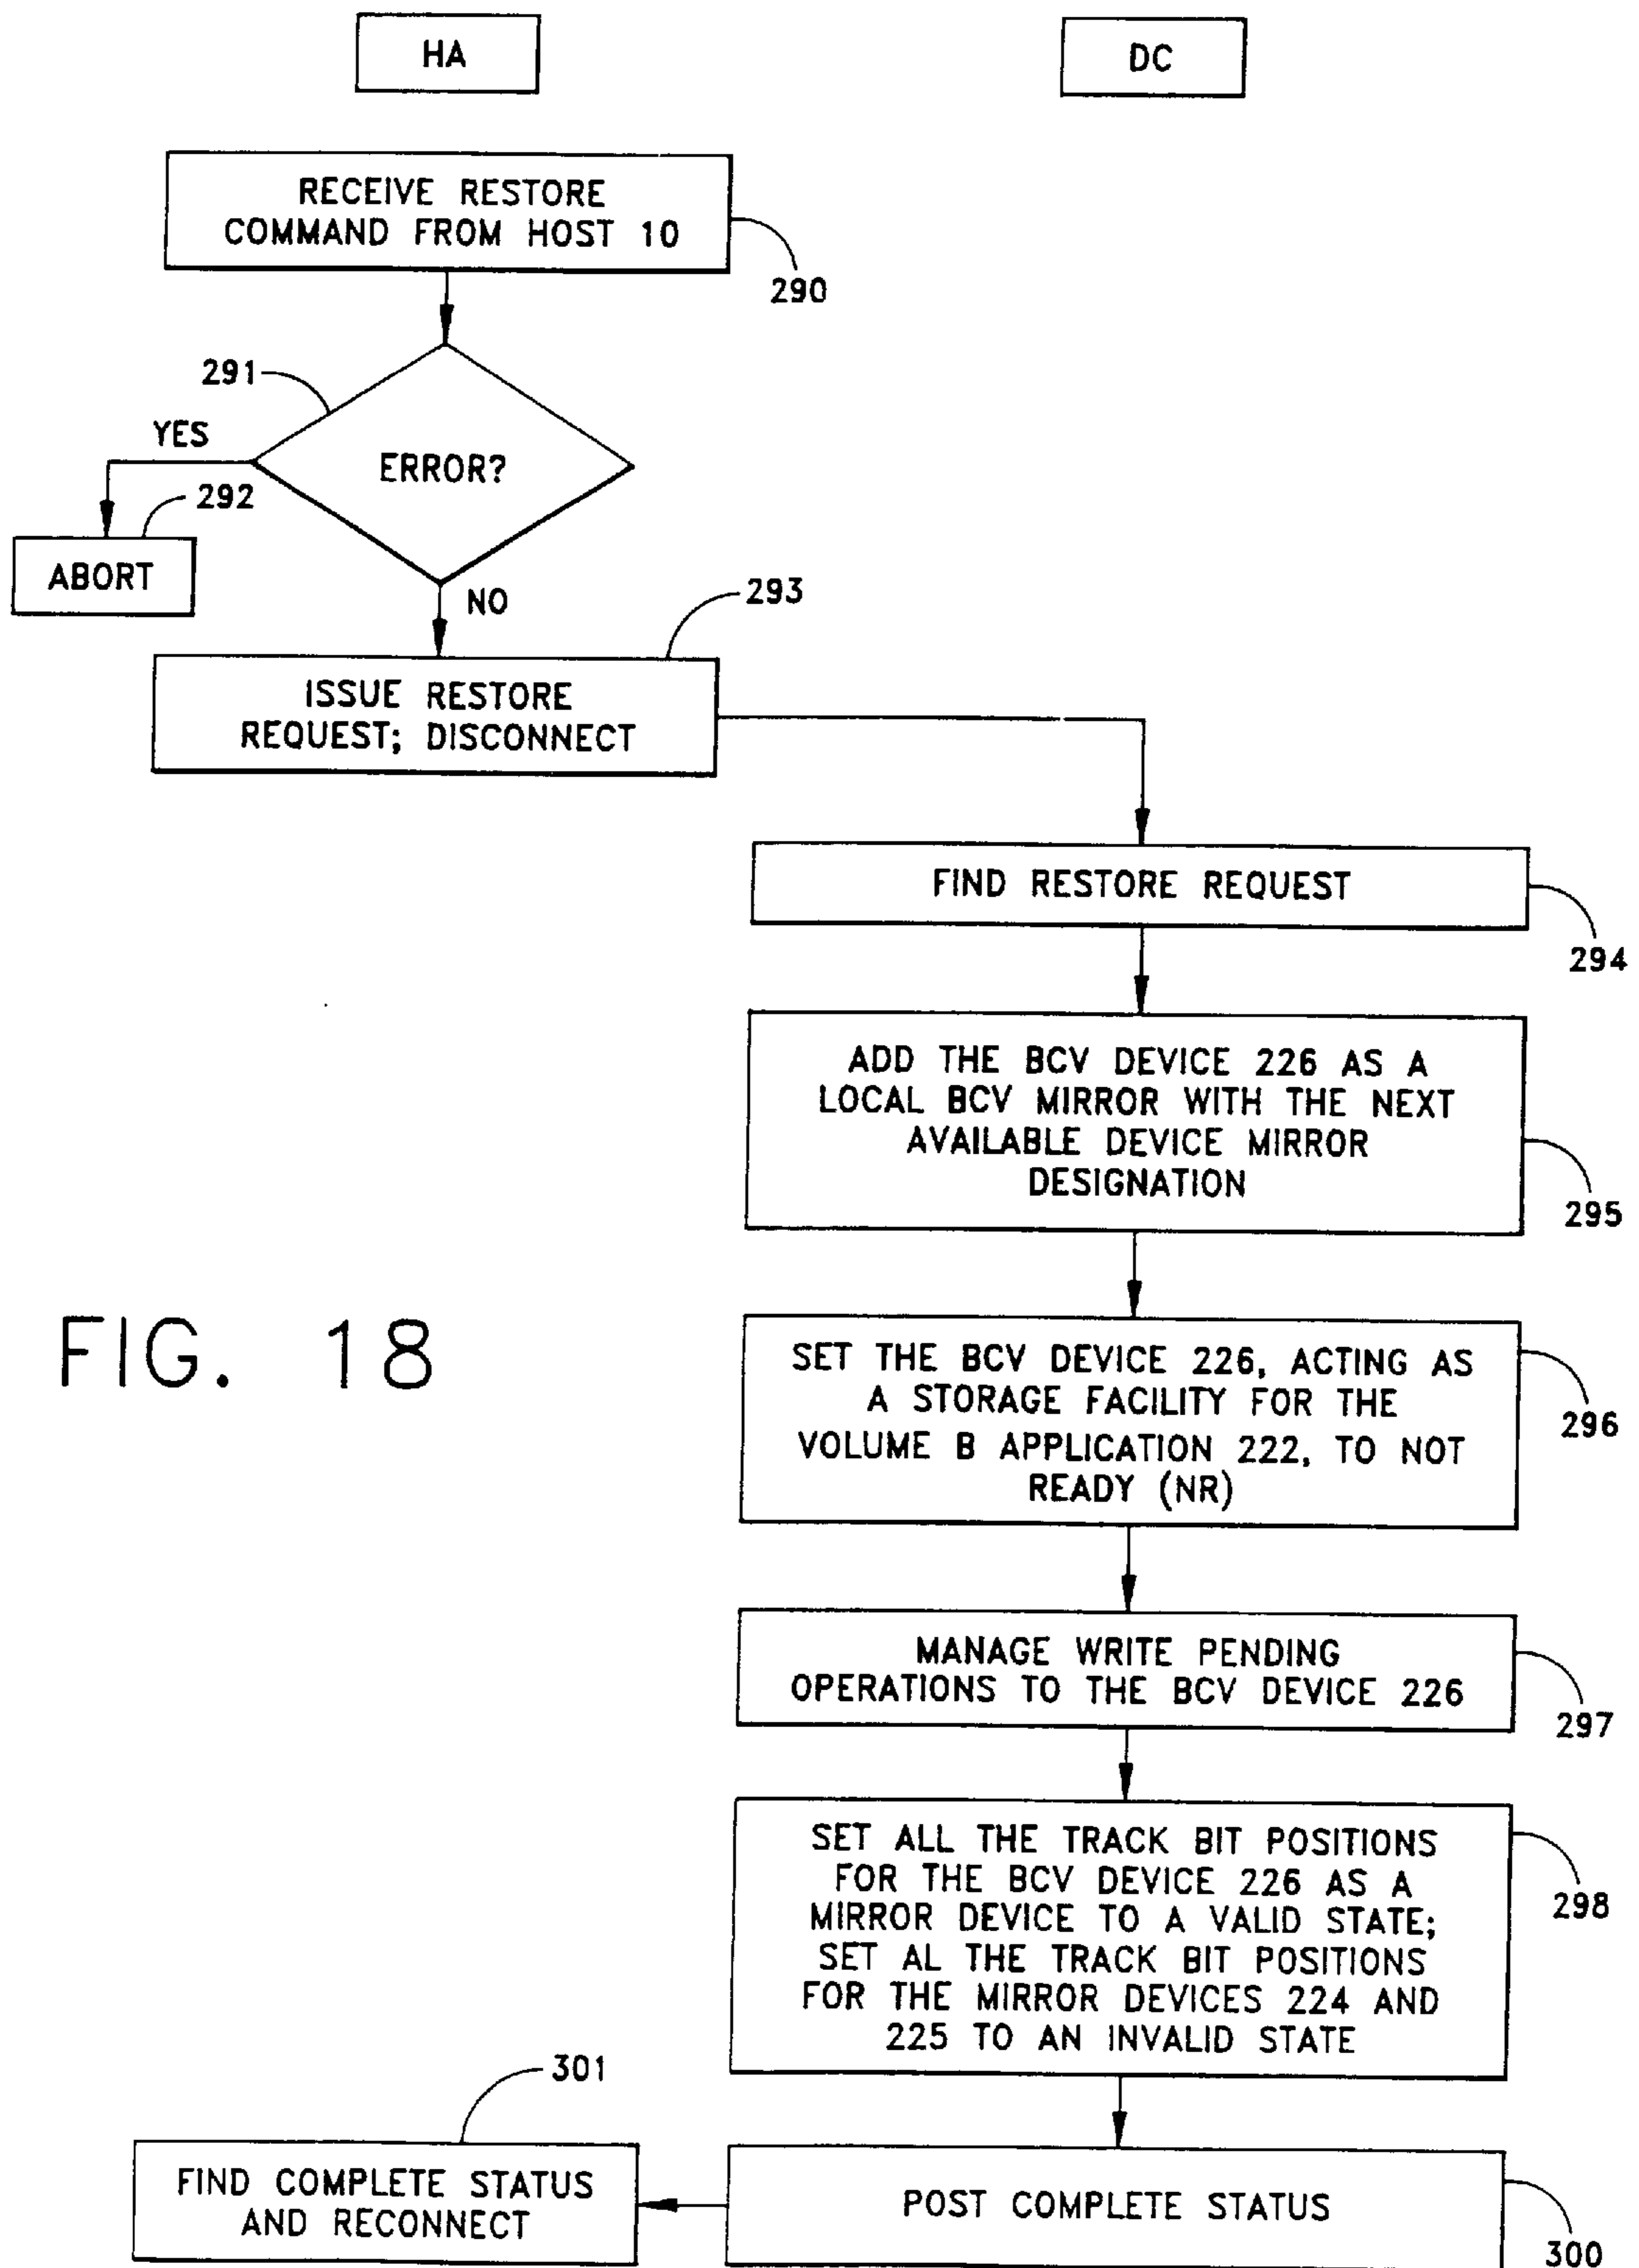 HA
DC
RECEIVE RESTORE
COMMAND FROM HOST 10
290
291
YES
ERROR?
292
ABORT
NO
293
ISSUE RESTORE
REQUEST; DISCONNECT
FIND RESTORE REQUEST
294
ADD THE BCV DEVICE 226 AS A
LOCAL BCV MIRROR WITH THE NEXT
AVAILABLE DEVICE MIRROR
DESIGNATION
295
FIG. 18
SET THE BCV DEVICE 226, ACTING AS
A STORAGE FACILITY FOR THE
VOLUME B APPLICATION 222, TO NOT
READY (NR)
296
MANAGE WRITE PENDING
OPERATIONS TO THE BCV DEVICE 226
297
SET ALL THE TRACK BIT POSITIONS
FOR THE BCV DEVICE 226 AS A
MIRROR DEVICE TO A VALID STATE;
SET AL THE TRACK BIT POSITIONS
FOR THE MIRROR DEVICES 224 AND
225 TO AN INVALID STATE
298
301
FIND COMPLETE STATUS
AND RECONNECT
POST COMPLETE STATUS
300